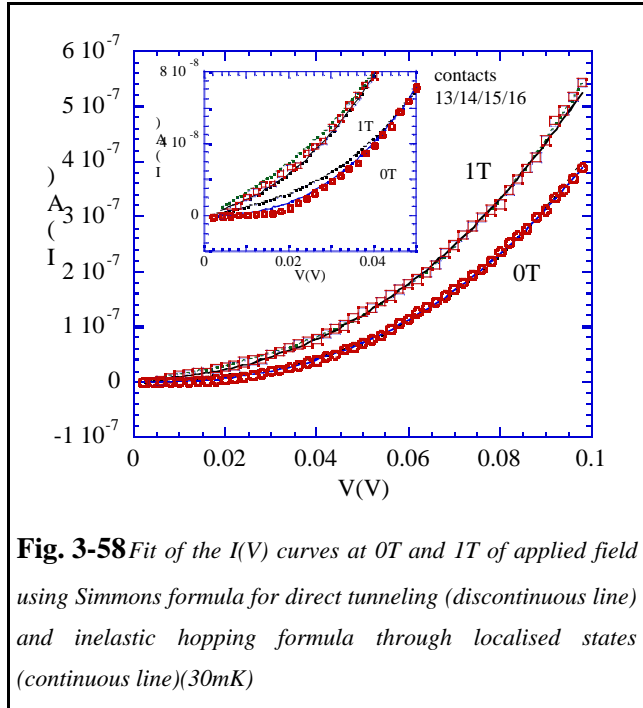 6 10-7
5 10-7
4 10-7
3 10-7
2 10-7
1 10-7
0
-1 10-7
I(A)
0
0.02
0.04
0.06
0.08
0.1
V(V)
8 10-8
4 10-8
0
I(A)
0
0.02
0.04
V(V)
1T
0T
contacts
13/14/15/16
1T
0T
Fig. 3-58 Fit of the I(V) curves at 0T and 1T of applied field
using Simmons formula for direct tunneling (discontinuous line)
and inelastic hopping formula through localised states
(continuous line)(30mK)